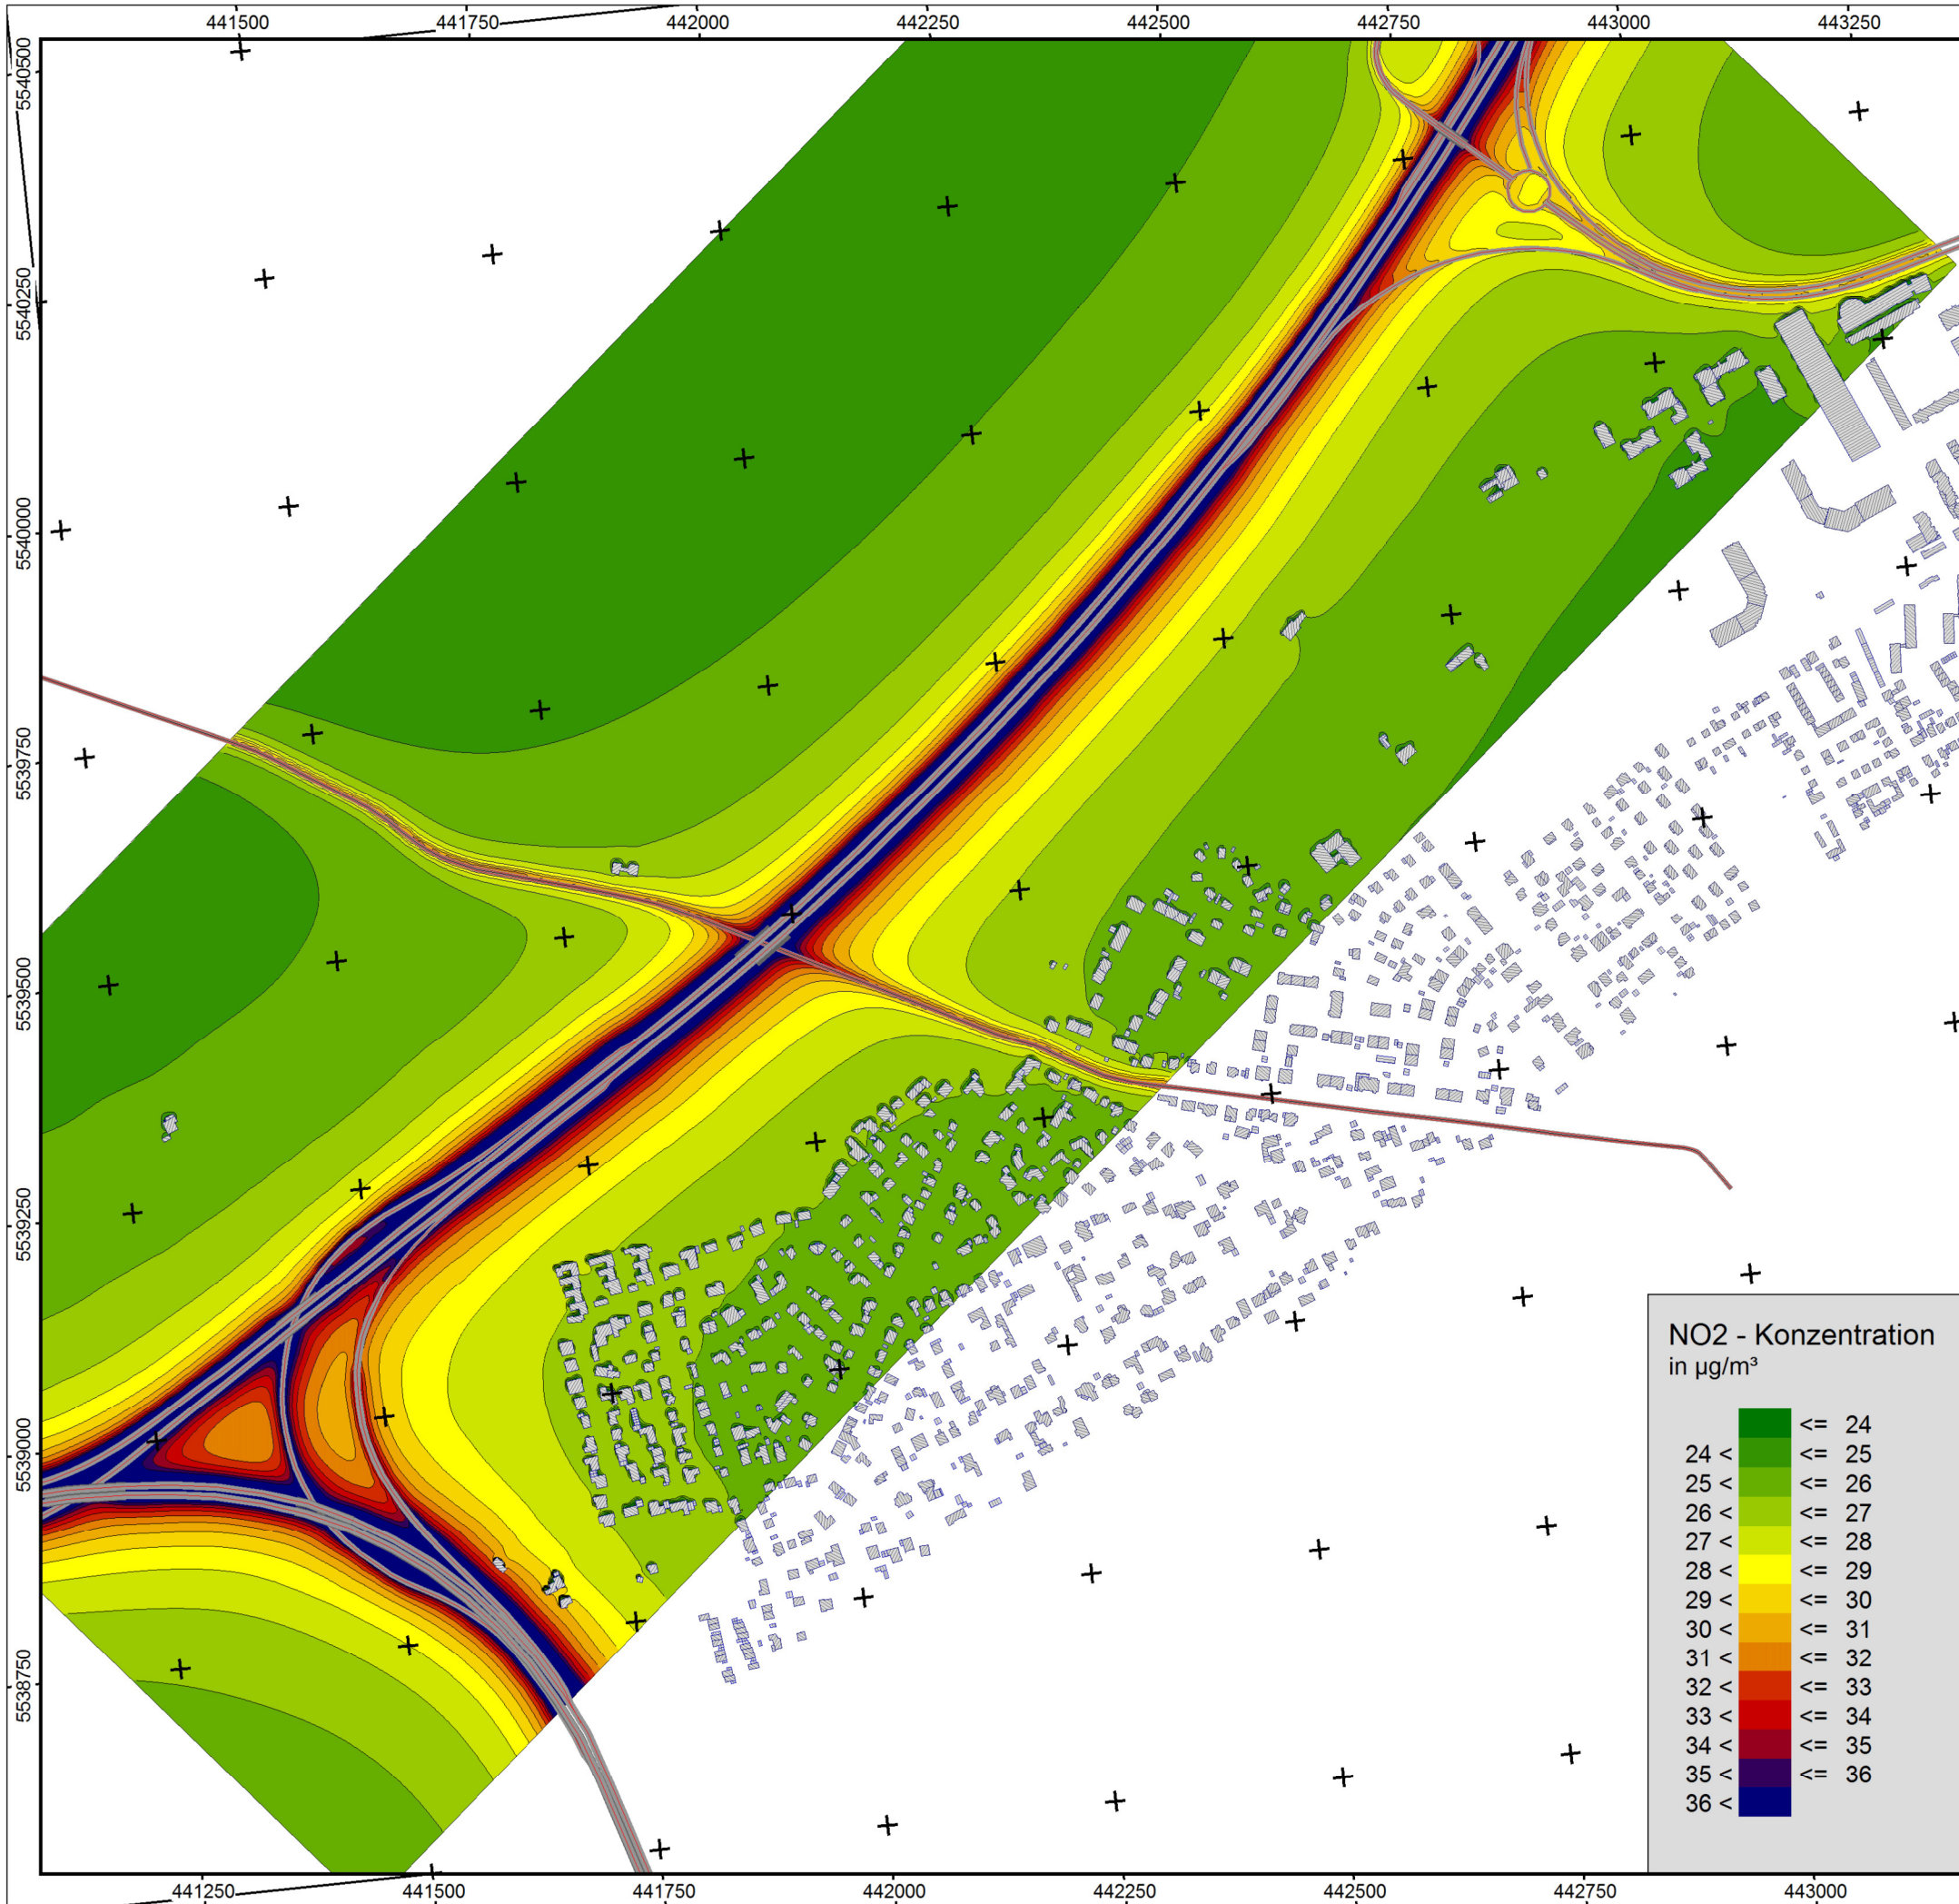 441500 441750 442000 442250 442500 442750 443000 443250
5540500
5540250
5540000
5539750
5539500
5539250
5539000
5538750
NO2 - Konzentration
in µg/m³
<= 24
24 < <= 25
25 < <= 26
26 < <= 27
27 < <= 28
28 < <= 29
29 < <= 30
30 < <= 31
31 < <= 32
32 < <= 33
33 < <= 34
34 < <= 35
35 < <= 36
36 <
441250 441500 441750 442000 442250 442500 442750 443000